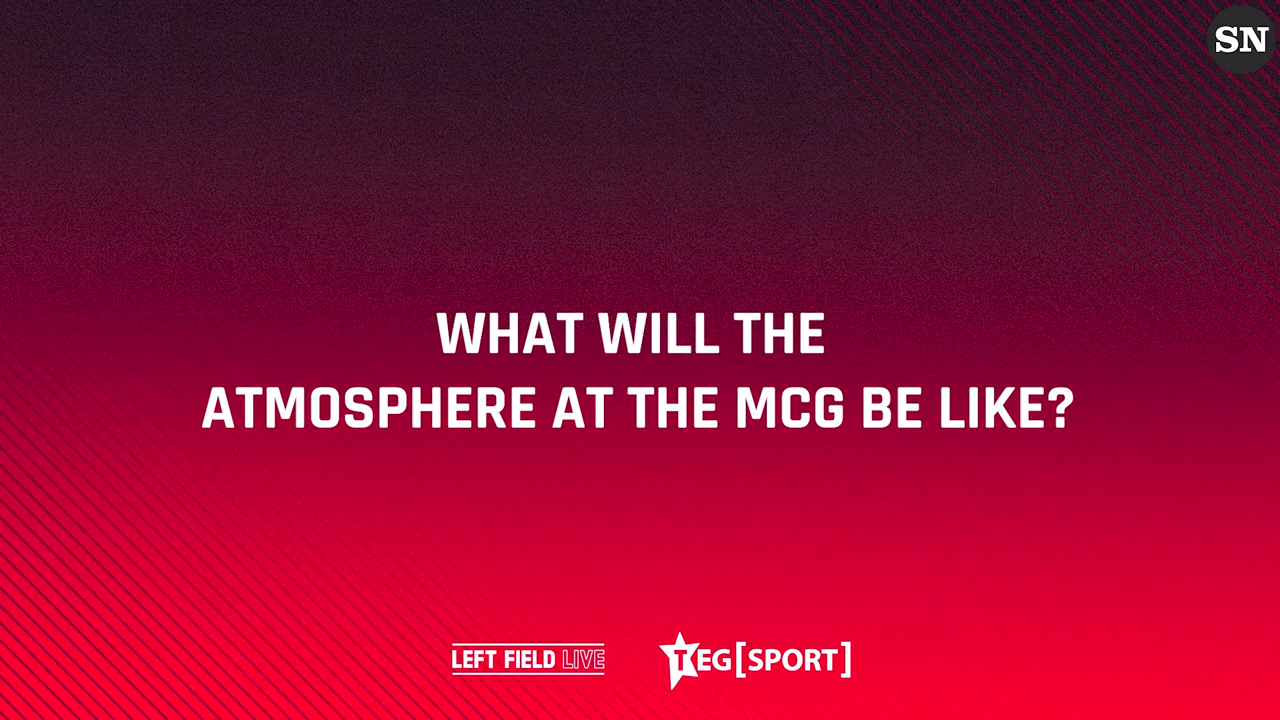 SN
WHAT WILL THE
ATMOSPHERE AT THE MCG BE LIKE?
LEFT FIELD LIVE
TEG[SPORT]